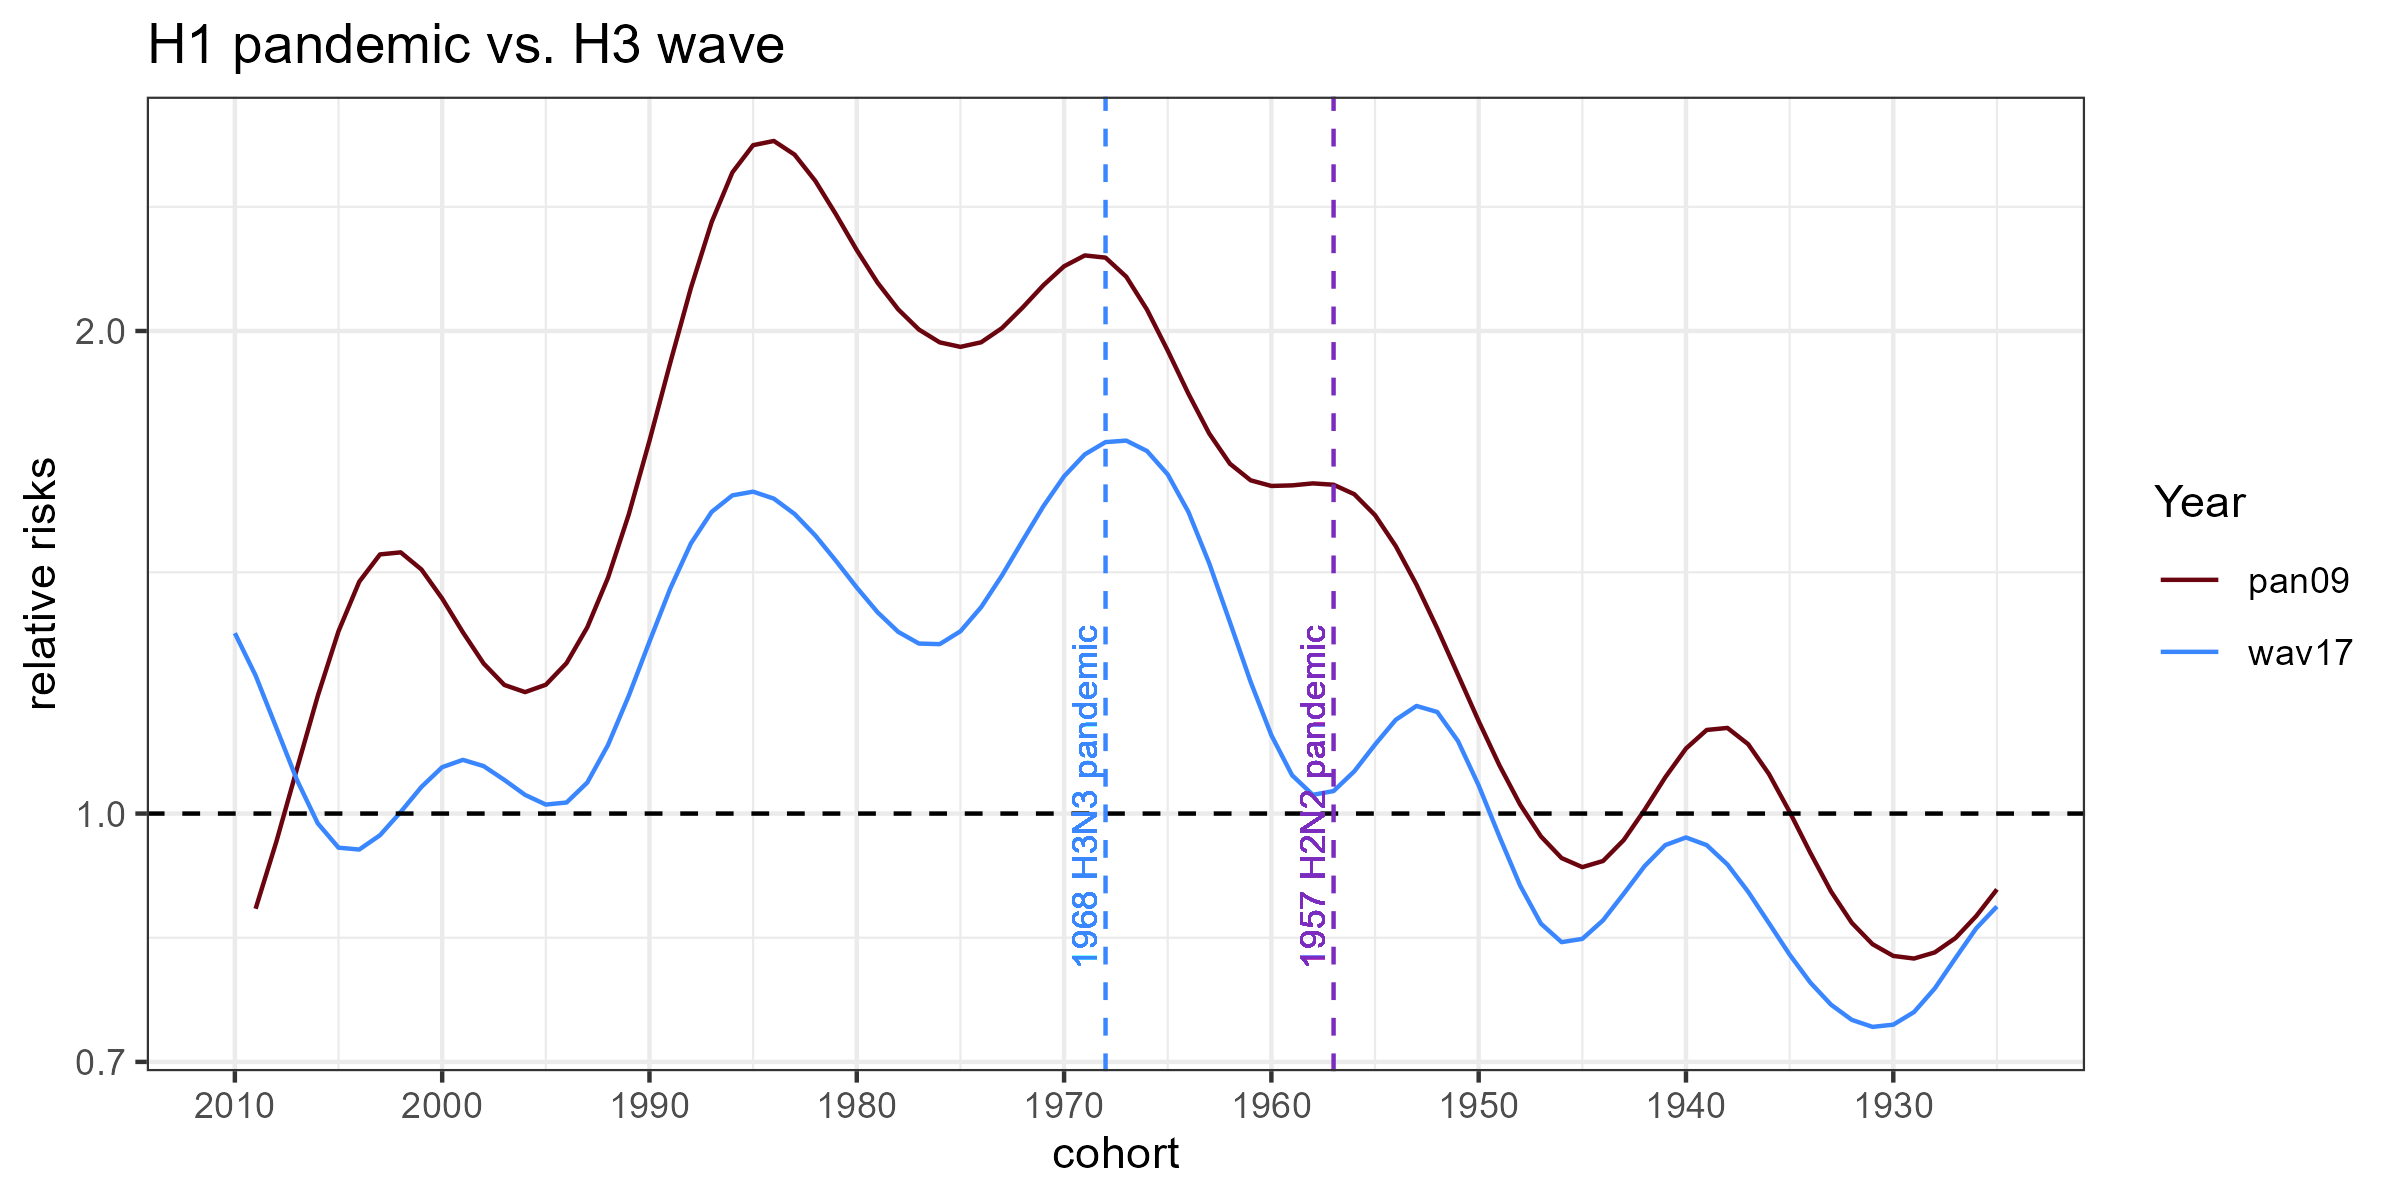 H1 pandemic vs. H3 wave
relative risks
2.0
1.0
0.7
1968 H3N3 pandemic
1957 H2N2 pandemic
2010 2000 1990 1980 1970 1960 1950 1940 1930
cohort
Year
pan09
wav17